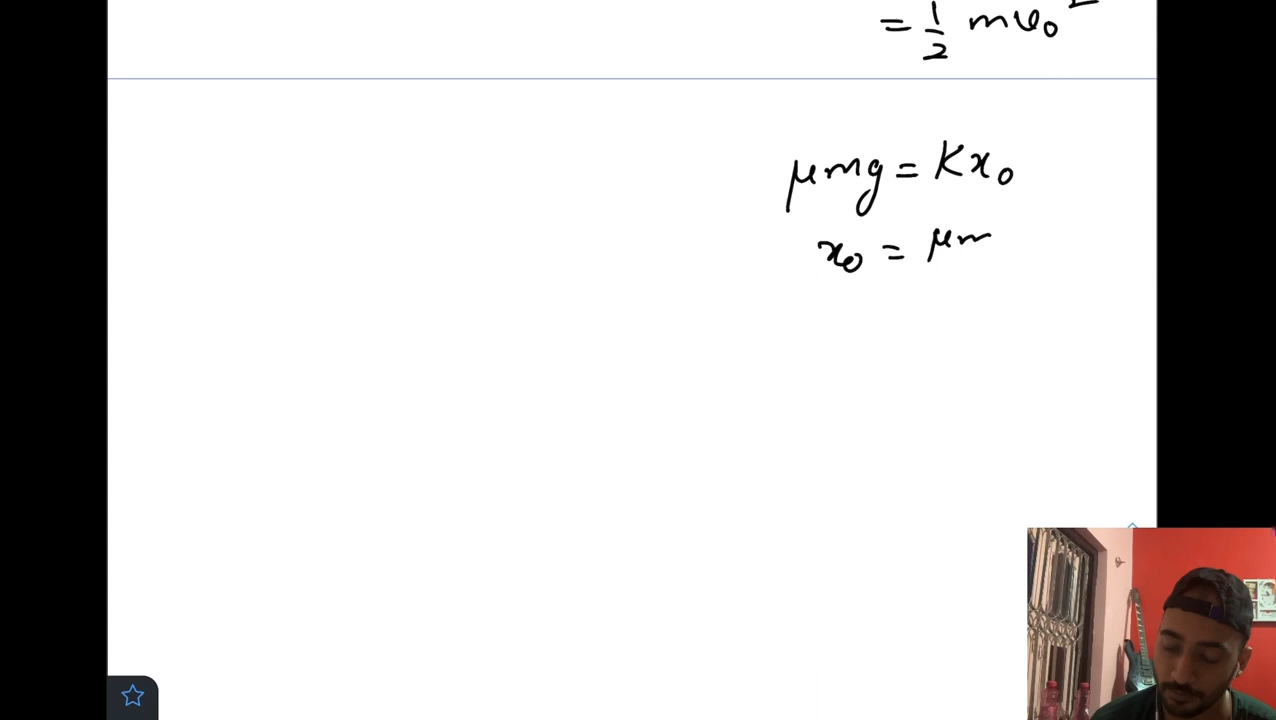 = 1/2 mv₀²
μmg = Kx₀
x₀ = μm